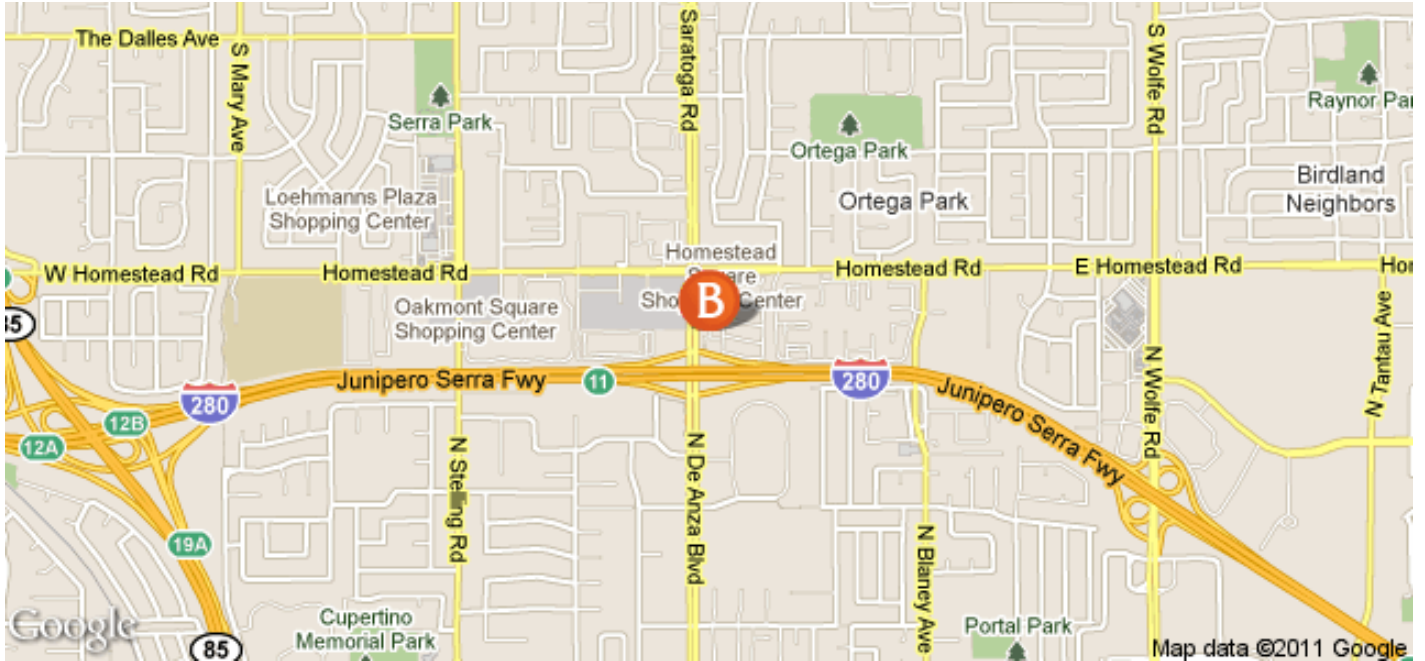 The Dalles Ave
S Mary Ave
Serra Park
Saratoga Rd
Ortega Park
S Wolfe Rd
Raynor Par
Loehmanns Plaza
Shopping Center
Ortega Park
Birdland
Neighbors
W Homestead Rd
Homestead Rd
Homestead
Homestead Rd
E Homestead Rd
Hor
Oakmont Square
Shopping Center
B
Center
85
280
Junipero Serra Fwy
11
280
Junipero Serra Fwy
N Tantau Ave
N Wolfe Rd
12B
12A
N Stelling Rd
N De Anza Blvd
N Blaney Ave
19A
Google
Cupertino
Memorial Park
85
Portal Park
Map data ©2011 Google